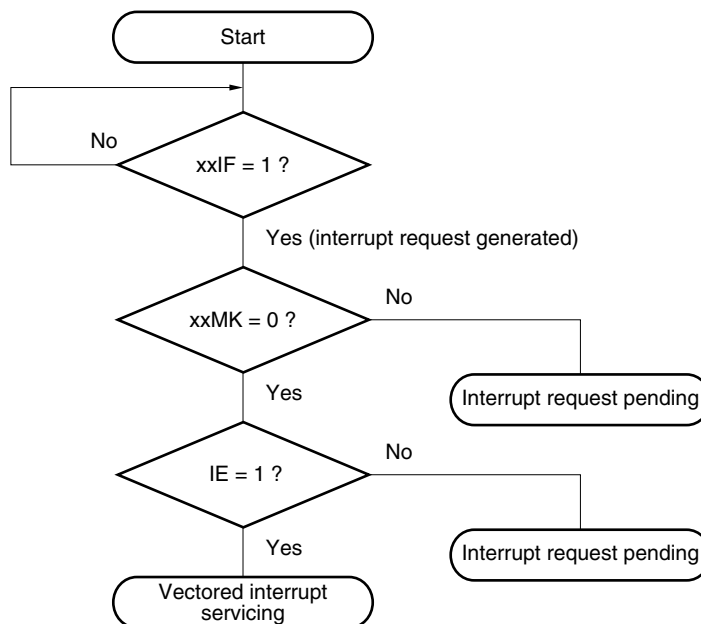 Start
No
xxIF = 1 ?
Yes (interrupt request generated)
No
xxMK = 0 ?
Interrupt request pending
Yes
No
IE = 1 ?
Interrupt request pending
Yes
Vectored interrupt
servicing